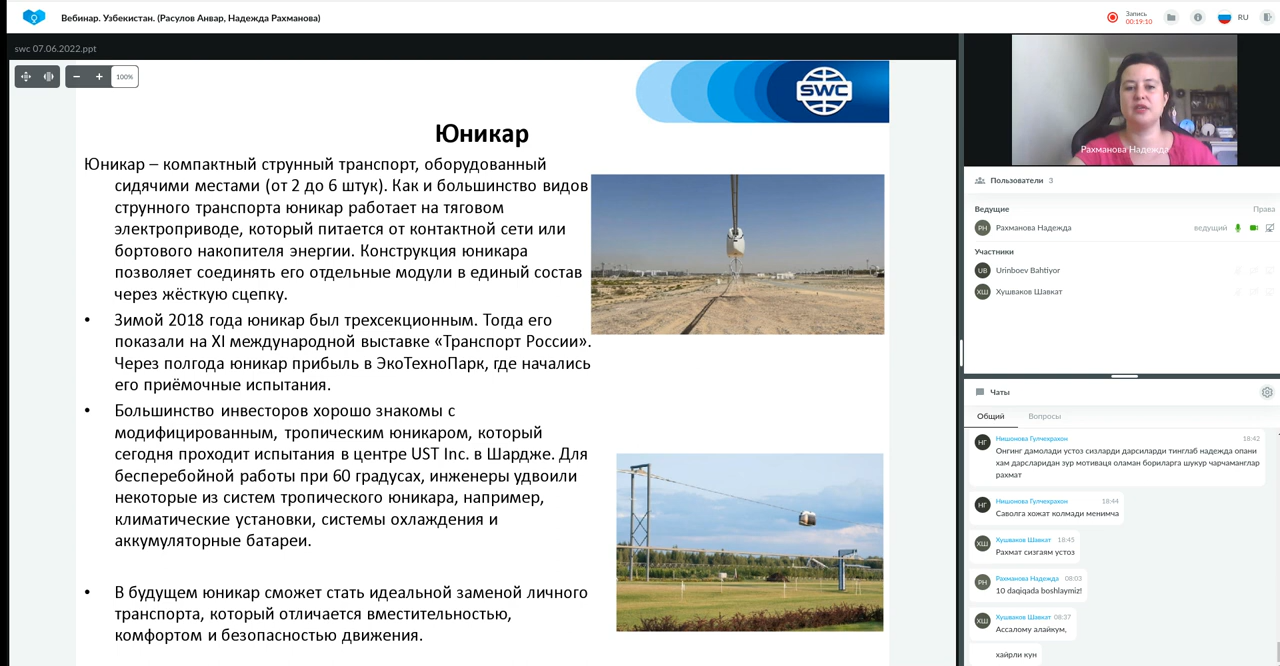 Вебинар. Узбекистан. (Расулов Анвар, Надежда Рахманова)
Запись
00:19:10
RU
swc 07.06.2022.ppt
100%
SWC
Юникар
Юникар – компактный струнный транспорт, оборудованный
сидячими местами (от 2 до 6 штук). Как и большинство видов
струнного транспорта юникар работает на тяговом
электроприводе, который питается от контактной сети или
бортового накопителя энергии. Конструкция юникара
позволяет соединять его отдельные модули в единый состав
через жёсткую сцепку.
• Зимой 2018 года юникар был трехсекционным. Тогда его
показали на XI международной выставке «Транспорт России».
Через полгода юникар прибыль в ЭкоТехноПарк, где начались
его приёмочные испытания.
• Большинство инвесторов хорошо знакомы с
модифицированным, тропическим юникаром, который
сегодня проходит испытания в центре UST Inc. в Шардже. Для
бесперебойной работы при 60 градусах, инженеры удвоили
некоторые из систем тропического юникара, например,
климатические установки, системы охлаждения и
аккумуляторные батареи.
• В будущем юникар сможет стать идеальной заменой личного
транспорта, который отличается вместительностью,
комфортом и безопасностью движения.
Рахманова Надежда
Пользователи 3
Ведущие Права
РН Рахманова Надежда ведущий
Участники
UB Urinboev Bahtiyor
ХШ Хушваков Шавкат
Чаты
Общий Вопросы
НГ Нишонова Гулчехрахон 18:42
Онгинг дамолади устоз сизларди дарсиларди тинглаб надежда опани
хам дарсларидан зур мотиваця оламан бориларга шукур чарчаманглар
рахмат
НГ Нишонова Гулчехрахон 18:44
Саволга хожат колмади менимча
ХШ Хушваков Шавкат 18:45
Рахмат сизгаям устоз
РН Рахманова Надежда 08:03
10 daqiqada boshlaymiz!
ХШ Хушваков Шавкат 08:37
Ассалому алайкум,
хайрли кун